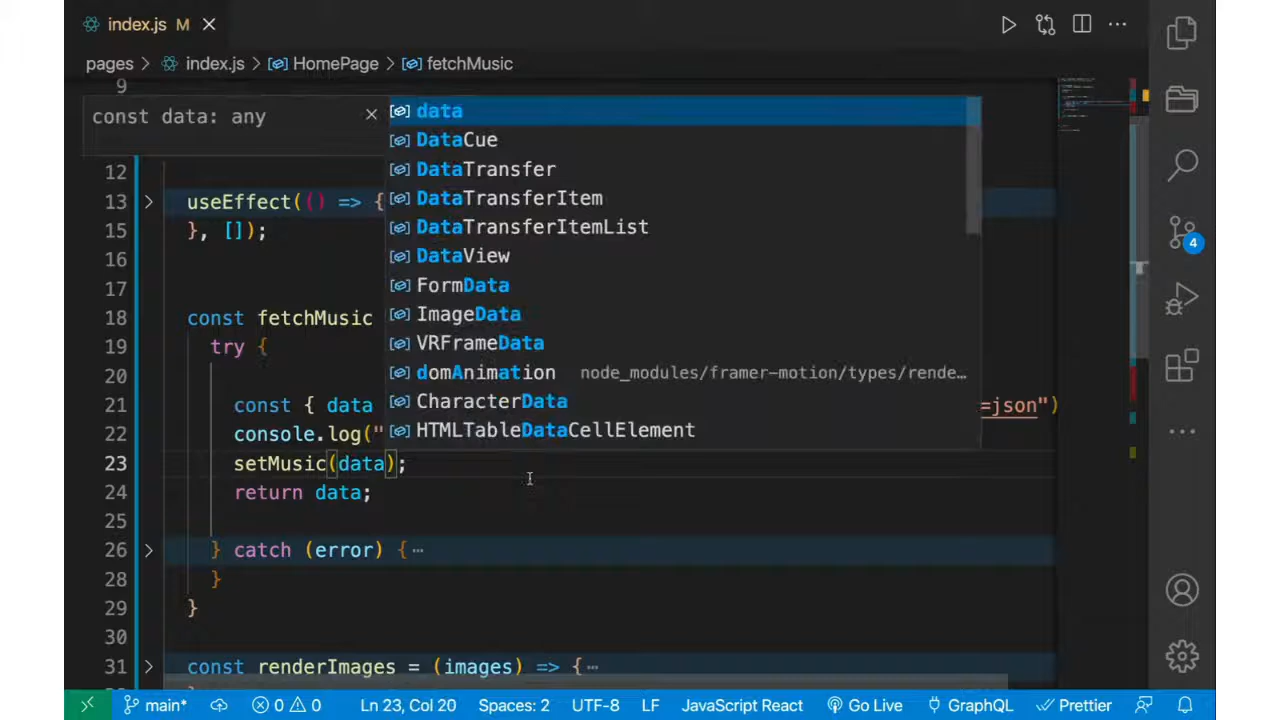 index.js M
pages > index.js > HomePage > fetchMusic
9
const data: any
data
DataCue
DataTransfer
DataTransferItem
DataTransferItemList
DataView
FormData
ImageData
VRFrameData
domAnimation node_modules/framer-motion/types/rende…
CharacterData
HTMLTableDataCellElement
12
13 useEffect(() => {
15 }, []);
16
17
18 const fetchMusic
19 try {
20
21 const { data =json")
22 console.log("
23 setMusic(data);
24 return data;
25
26 } catch (error) {…
28 }
29 }
30
31 const renderImages = (images) => {…
4
main* 0 0 Ln 23, Col 20 Spaces: 2 UTF-8 LF JavaScript React Go Live GraphQL Prettier